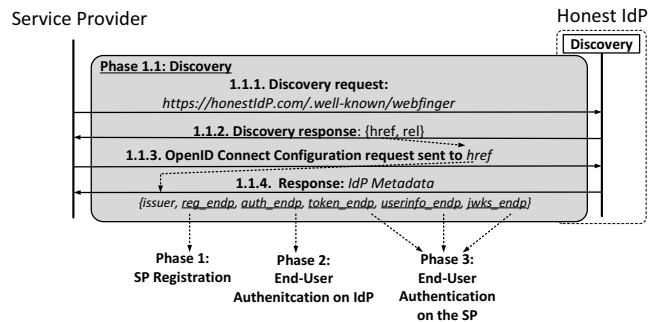 Service Provider
Honest IdP
Discovery
Phase 1.1: Discovery
1.1.1. Discovery request:
https://honestIdP.com/.well-known/webfinger
1.1.2. Discovery response: {href, rel}
1.1.3. OpenID Connect Configuration request sent to href
1.1.4. Response: IdP Metadata
{issuer, reg_endp, auth_endp, token_endp, userinfo_endp, jwks_endp}
Phase 1:
SP Registration
Phase 2:
End-User
Authenitcation on IdP
Phase 3:
End-User
Authentication
on the SP